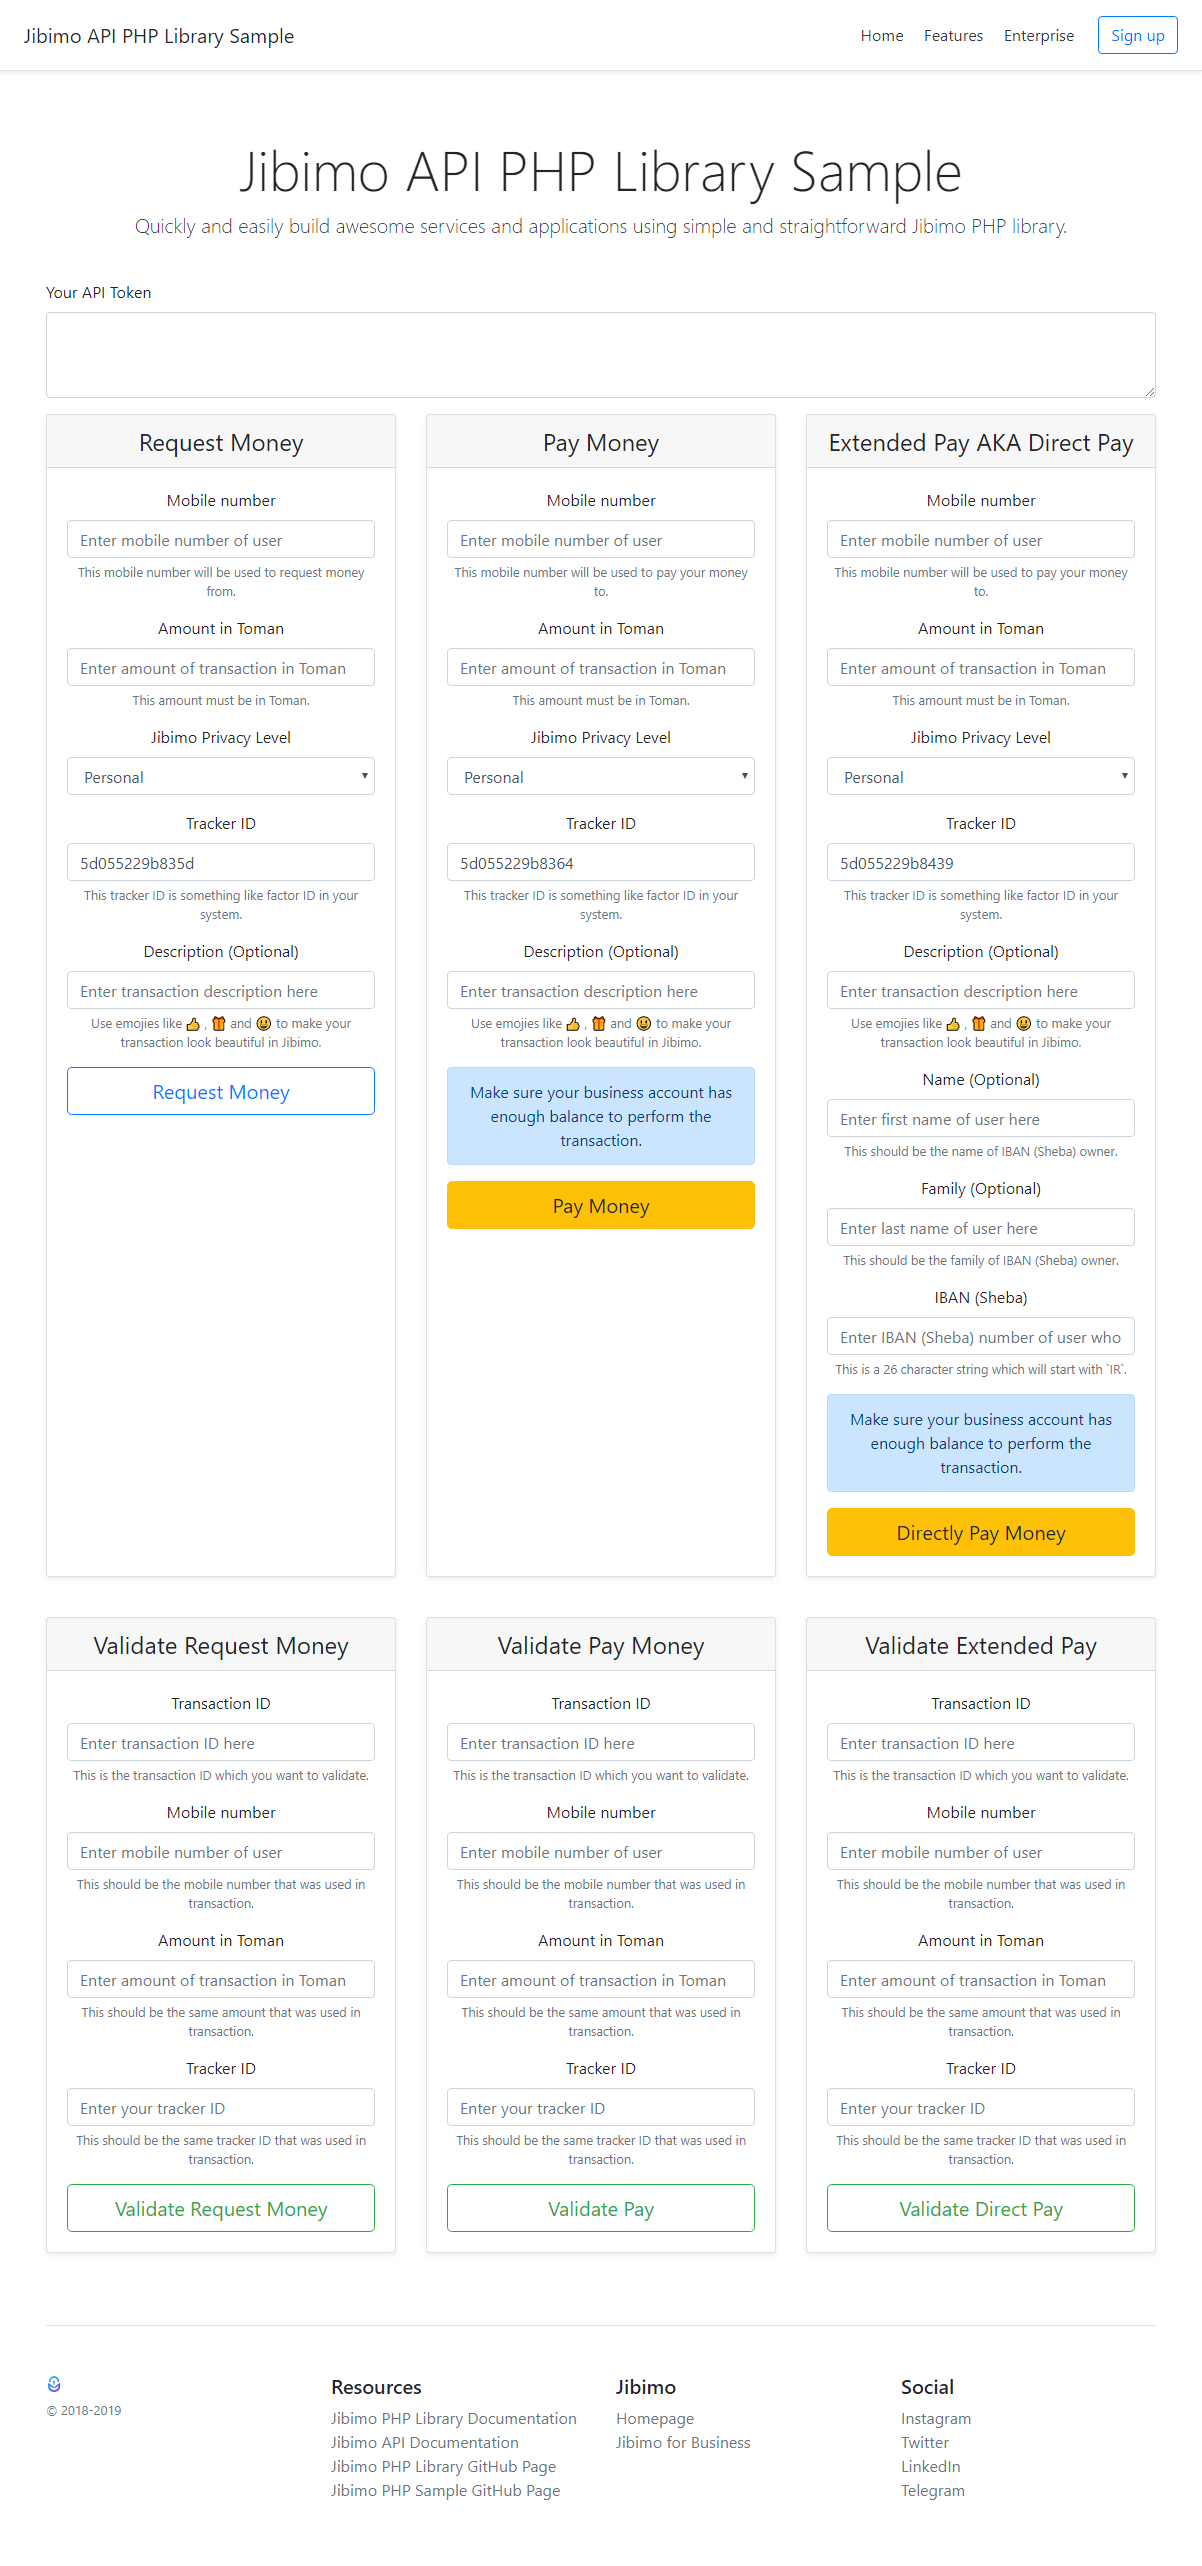 Jibimo API PHP Library Sample
Home
Features
Enterprise
Sign up
Jibimo API PHP Library Sample
Quickly and easily build awesome services and applications using simple and straightforward Jibimo PHP library.
Your API Token
Request Money
Mobile number
Enter mobile number of user
This mobile number will be used to request money
from.
Amount in Toman
Enter amount of transaction in Toman
This amount must be in Toman.
Jibimo Privacy Level
Personal
Tracker ID
5d055229b835d
This tracker ID is something like factor ID in your
system.
Description (Optional)
Enter transaction description here
Use emojies like 👍 , 🎁 and 😃 to make your
transaction look beautiful in Jibimo.
Request Money
Pay Money
Mobile number
Enter mobile number of user
This mobile number will be used to pay your money
to.
Amount in Toman
Enter amount of transaction in Toman
This amount must be in Toman.
Jibimo Privacy Level
Personal
Tracker ID
5d055229b8364
This tracker ID is something like factor ID in your
system.
Description (Optional)
Enter transaction description here
Use emojies like 👍 , 🎁 and 😃 to make your
transaction look beautiful in Jibimo.
Make sure your business account has
enough balance to perform the
transaction.
Pay Money
Extended Pay AKA Direct Pay
Mobile number
Enter mobile number of user
This mobile number will be used to pay your money
to.
Amount in Toman
Enter amount of transaction in Toman
This amount must be in Toman.
Jibimo Privacy Level
Personal
Tracker ID
5d055229b8439
This tracker ID is something like factor ID in your
system.
Description (Optional)
Enter transaction description here
Use emojies like 👍 , 🎁 and 😃 to make your
transaction look beautiful in Jibimo.
Name (Optional)
Enter first name of user here
This should be the name of IBAN (Sheba) owner.
Family (Optional)
Enter last name of user here
This should be the family of IBAN (Sheba) owner.
IBAN (Sheba)
Enter IBAN (Sheba) number of user who
This is a 26 character string which will start with `IR`.
Make sure your business account has
enough balance to perform the
transaction.
Directly Pay Money
Validate Request Money
Transaction ID
Enter transaction ID here
This is the transaction ID which you want to validate.
Mobile number
Enter mobile number of user
This should be the mobile number that was used in
transaction.
Amount in Toman
Enter amount of transaction in Toman
This should be the same amount that was used in
transaction.
Tracker ID
Enter your tracker ID
This should be the same tracker ID that was used in
transaction.
Validate Request Money
Validate Pay Money
Transaction ID
Enter transaction ID here
This is the transaction ID which you want to validate.
Mobile number
Enter mobile number of user
This should be the mobile number that was used in
transaction.
Amount in Toman
Enter amount of transaction in Toman
This should be the same amount that was used in
transaction.
Tracker ID
Enter your tracker ID
This should be the same tracker ID that was used in
transaction.
Validate Pay
Validate Extended Pay
Transaction ID
Enter transaction ID here
This is the transaction ID which you want to validate.
Mobile number
Enter mobile number of user
This should be the mobile number that was used in
transaction.
Amount in Toman
Enter amount of transaction in Toman
This should be the same amount that was used in
transaction.
Tracker ID
Enter your tracker ID
This should be the same tracker ID that was used in
transaction.
Validate Direct Pay
© 2018-2019
Resources
Jibimo PHP Library Documentation
Jibimo API Documentation
Jibimo PHP Library GitHub Page
Jibimo PHP Sample GitHub Page
Jibimo
Homepage
Jibimo for Business
Social
Instagram
Twitter
LinkedIn
Telegram